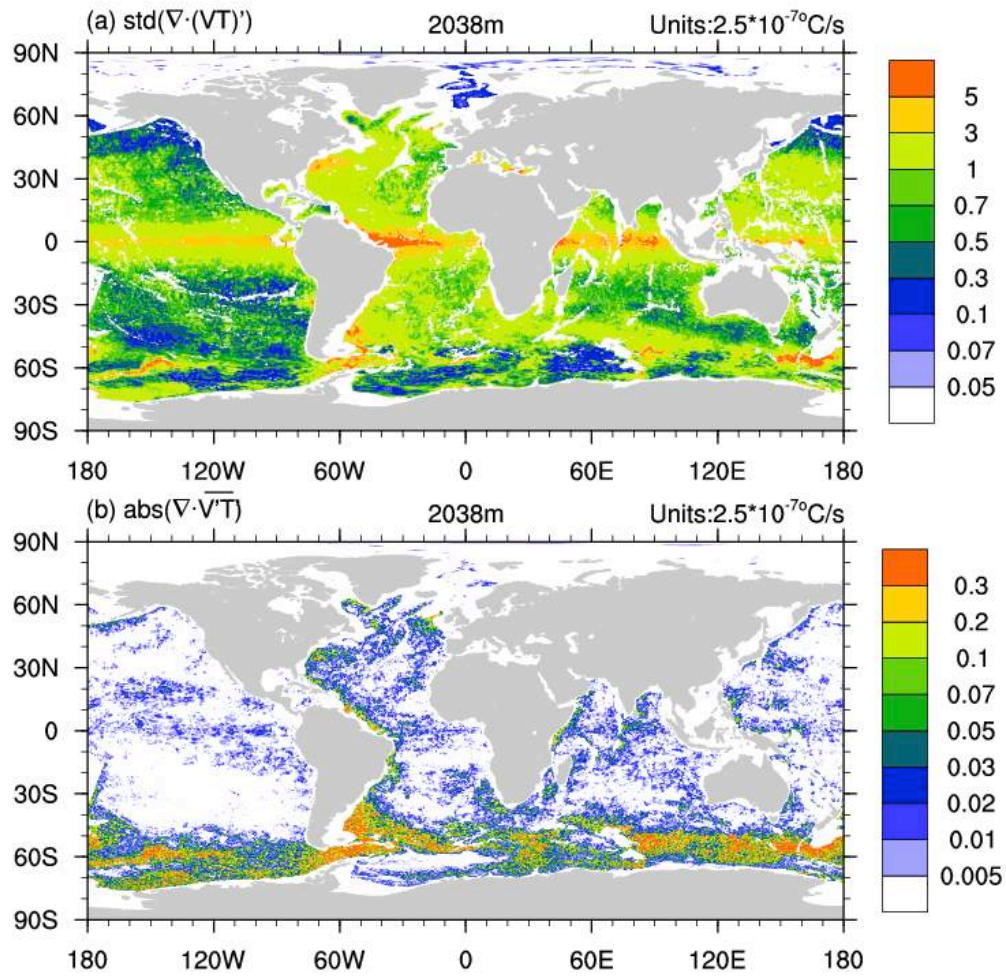 (a) std(∇·(VT)')    2038m    Units:2.5*10⁻⁷°C/s
90N
60N
30N
0
30S
60S
90S
180 120W 60W 0 60E 120E 180
5
3
1
0.7
0.5
0.3
0.1
0.07
0.05
(b) abs(∇·V̅'̅T̅')    2038m    Units:2.5*10⁻⁷°C/s
90N
60N
30N
0
30S
60S
90S
180 120W 60W 0 60E 120E 180
0.3
0.2
0.1
0.07
0.05
0.03
0.02
0.01
0.005